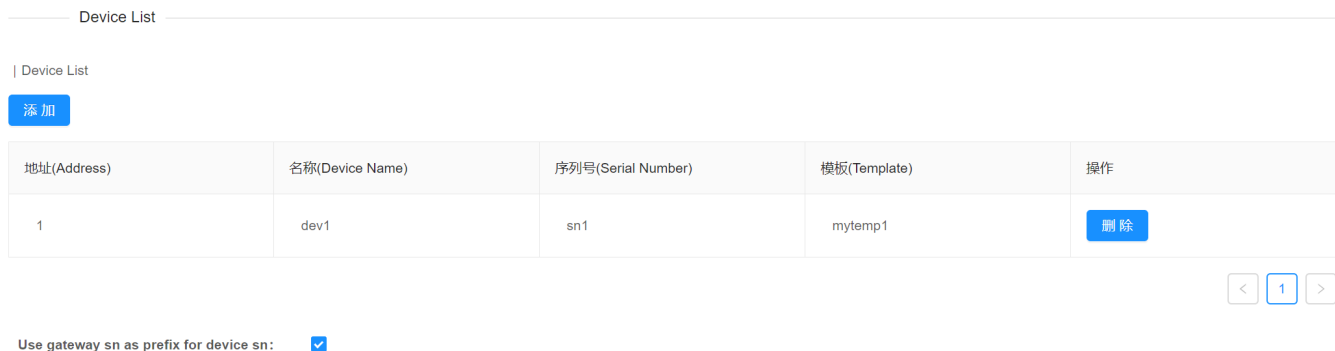 Device List
| Device List
添加
地址(Address) 名称(Device Name) 序列号(Serial Number) 模板(Template) 操作
1 dev1 sn1 mytemp1 删除
< 1 >
Use gateway sn as prefix for device sn: